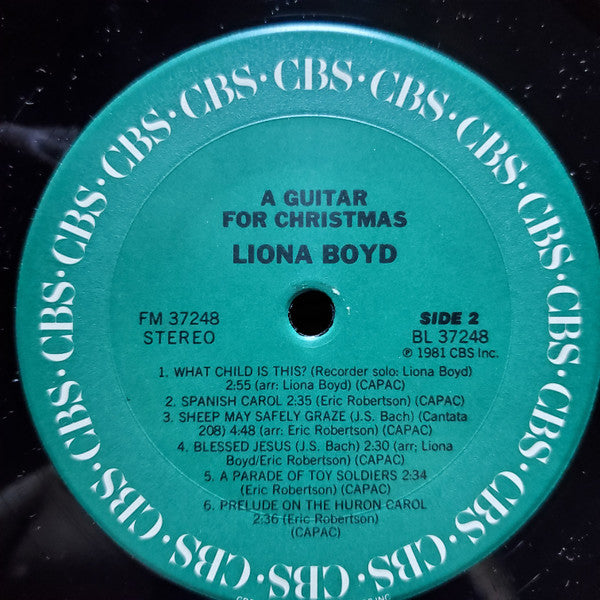 CBS · CBS · CBS · CBS · CBS · CBS · CBS · CBS · CBS · CBS · CBS · CBS · CBS · CBS · CBS · CBS
A GUITAR
FOR CHRISTMAS
LIONA BOYD
FM 37248
STEREO
SIDE 2
BL 37248
℗ 1981 CBS Inc.
1. WHAT CHILD IS THIS? (Recorder solo: Liona Boyd)
2:55 (arr: Liona Boyd) (CAPAC)
2. SPANISH CAROL 2:35 (Eric Robertson) (CAPAC)
3. SHEEP MAY SAFELY GRAZE (J.S. Bach) (Cantata
208) 4:48 (arr: Eric Robertson) (CAPAC)
4. BLESSED JESUS (J.S. Bach) 2:30 (arr: Liona
Boyd/Eric Robertson) (CAPAC)
5. A PARADE OF TOY SOLDIERS 2:34
(Eric Robertson) (CAPAC)
6. PRELUDE ON THE HURON CAROL
2:36 (Eric Robertson)
(CAPAC)